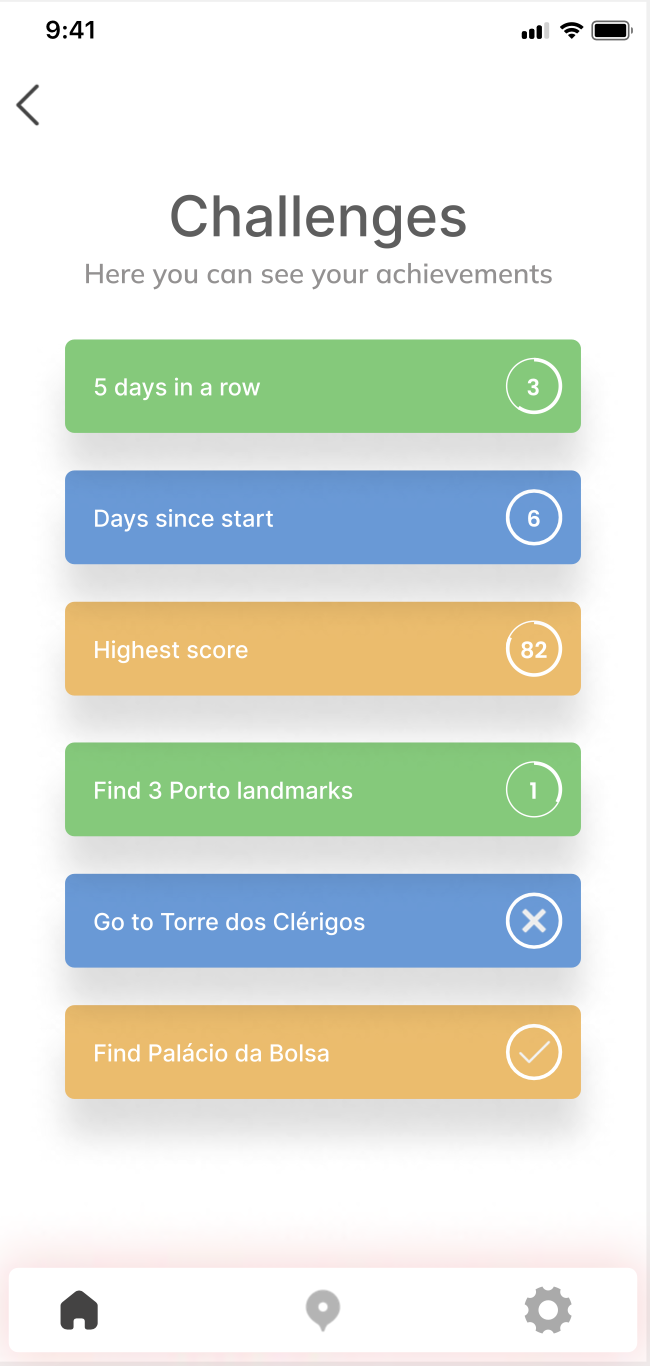 9:41
Challenges
Here you can see your achievements
5 days in a row
3
Days since start
6
Highest score
82
Find 3 Porto landmarks
1
Go to Torre dos Clérigos
Find Palácio da Bolsa